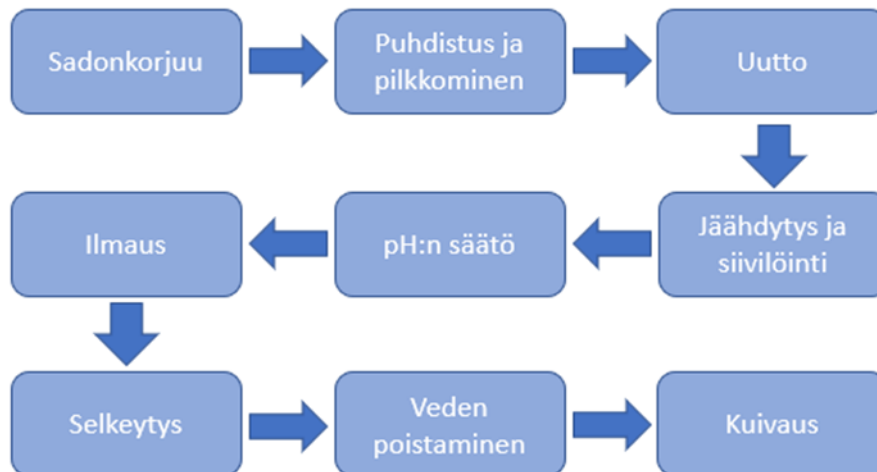 Sadonkorjuu
Puhdistus ja
pilkkominen
Uutto
Jäähdytys ja
siivilöinti
pH:n säätö
Ilmaus
Selkeytys
Veden
poistaminen
Kuivaus